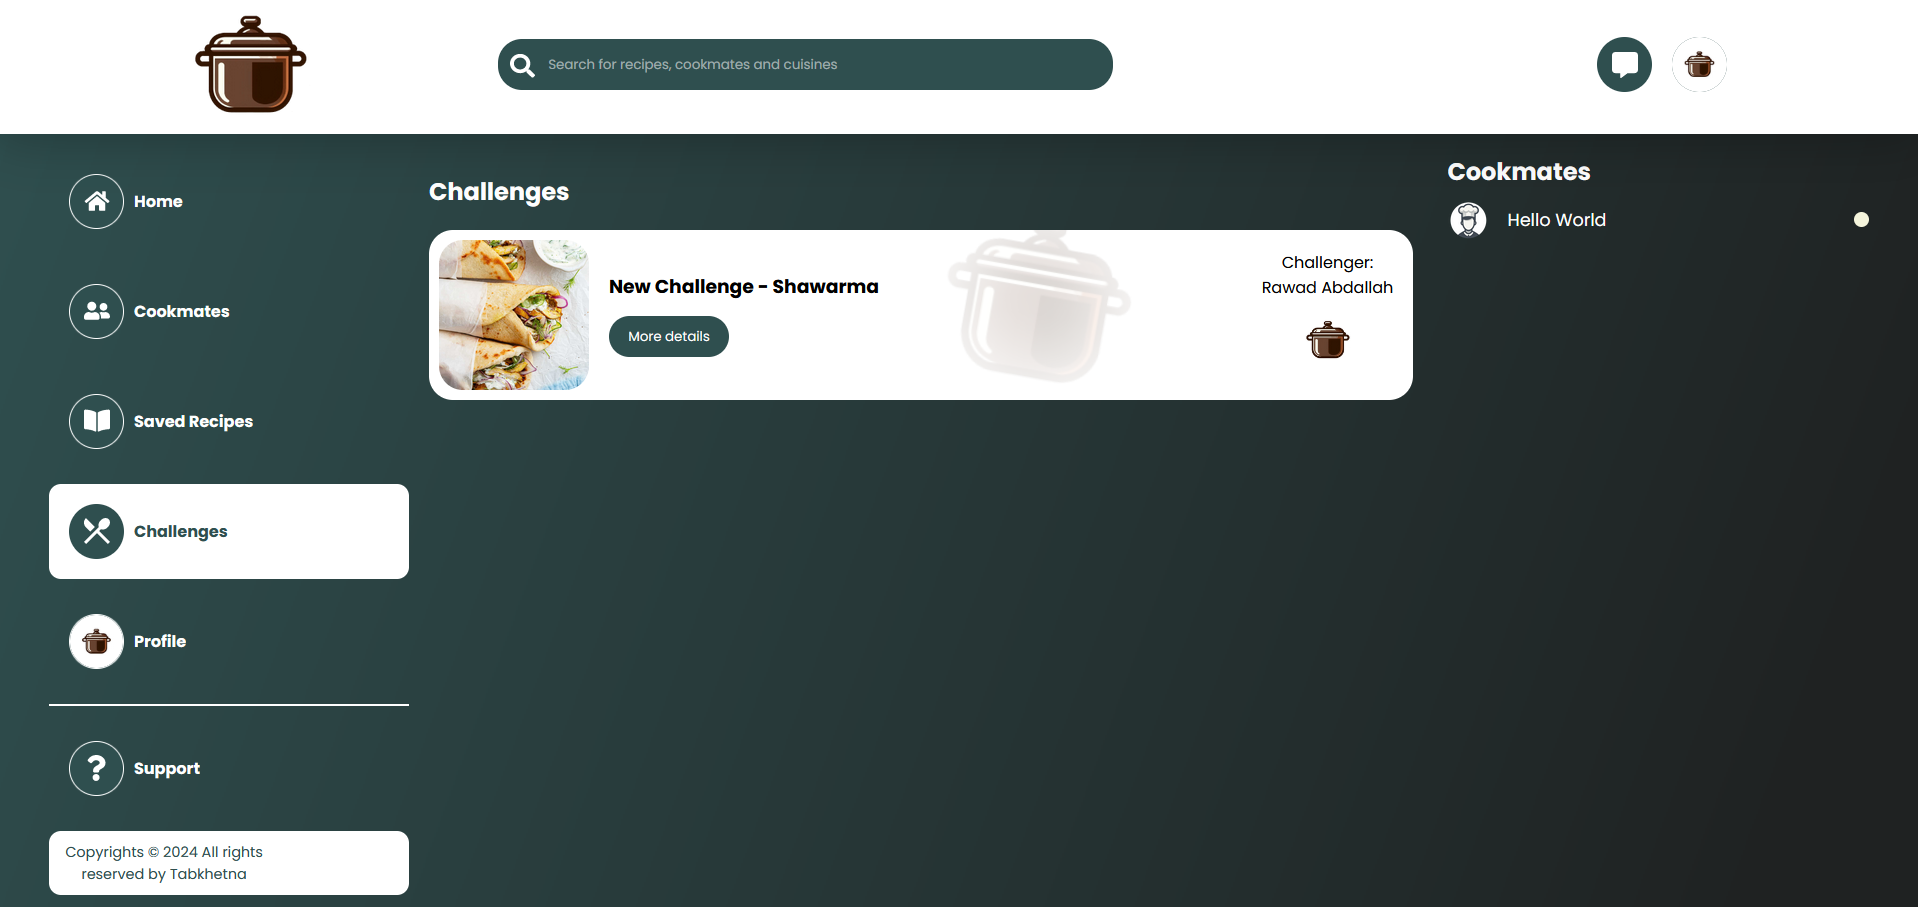 Search for recipes, cookmates and cuisines
Home
Cookmates
Saved Recipes
Challenges
Profile
Support
Copyrights © 2024 All rights
reserved by Tabkhetna
Challenges
New Challenge - Shawarma
More details
Challenger:
Rawad Abdallah
Cookmates
Hello World